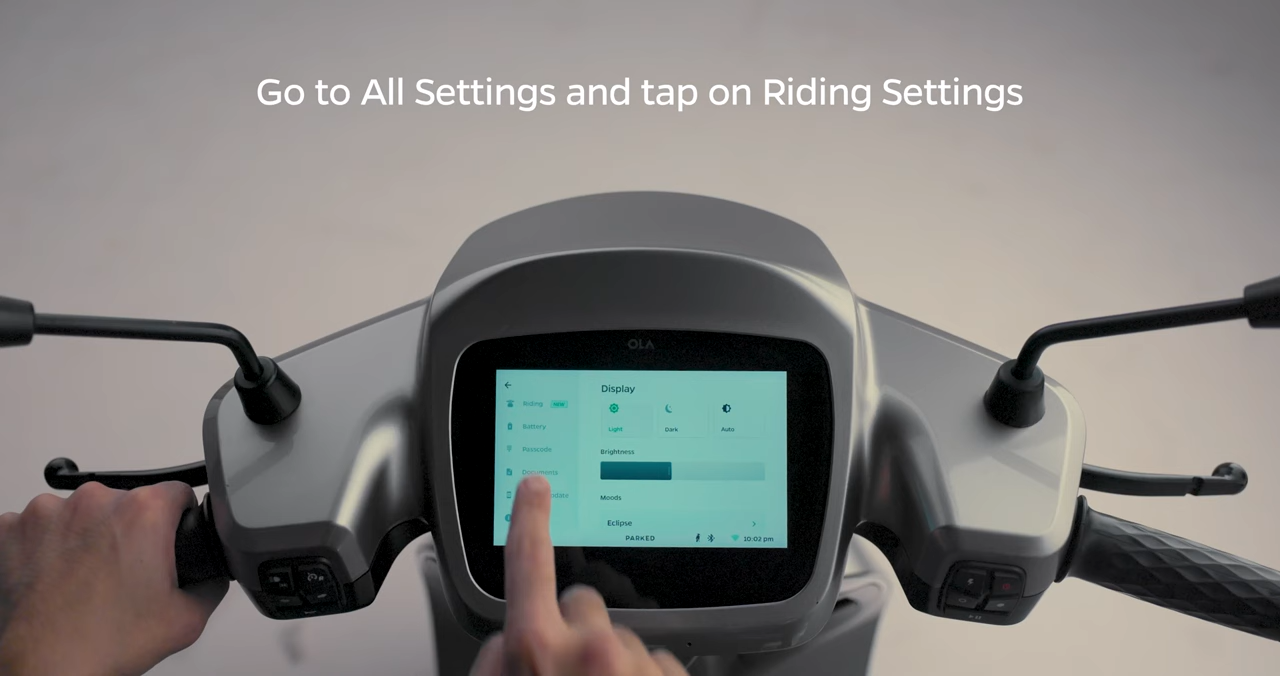 Go to All Settings and tap on Riding Settings
OLA
Display
Riding NEW
Light
Dark
Auto
Battery
Passcode
Brightness
Documents
Moods
Eclipse
PARKED
10:02 pm